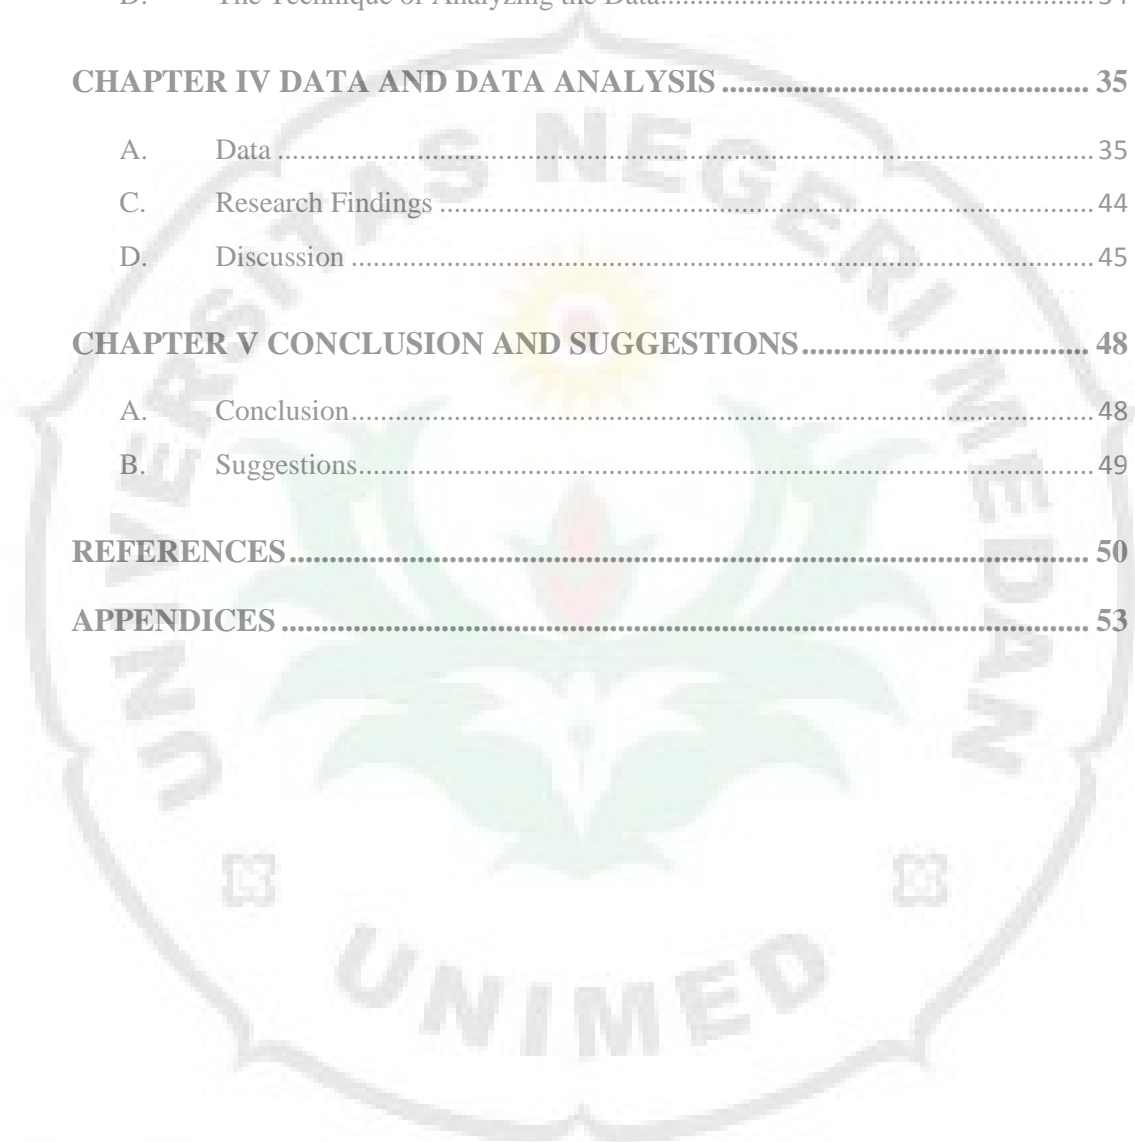 D. The Technique of Analyzing the Data.......................................................................... 34
CHAPTER IV DATA AND DATA ANALYSIS .............................................. 35
A. Data ........................................................................................................ 35
C. Research Findings .................................................................................... 44
D. Discussion ............................................................................................... 45
CHAPTER V CONCLUSION AND SUGGESTIONS.................................... 48
A. Conclusion............................................................................................... 48
B. Suggestions.............................................................................................. 49
REFERENCES.................................................................................................. 50
APPENDICES ................................................................................................... 53
UNIVERSITAS NEGERI MEDAN
UNIMED